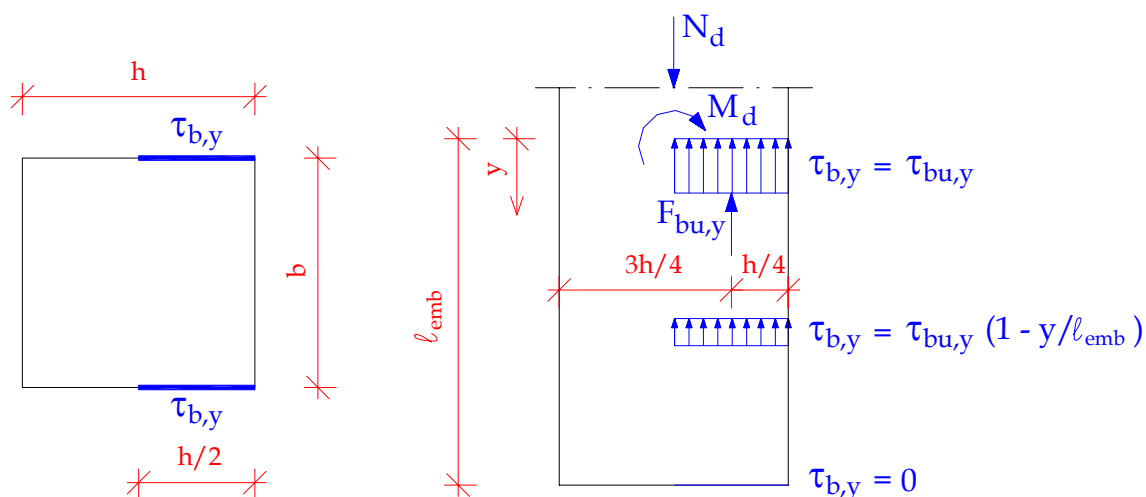 h
τb,y
b
τb,y
h/2
Nd
Md
y
τb,y = τbu,y
Fbu,y
3h/4
h/4
ℓemb
τb,y = τbu,y (1 - y/ℓemb)
τb,y = 0